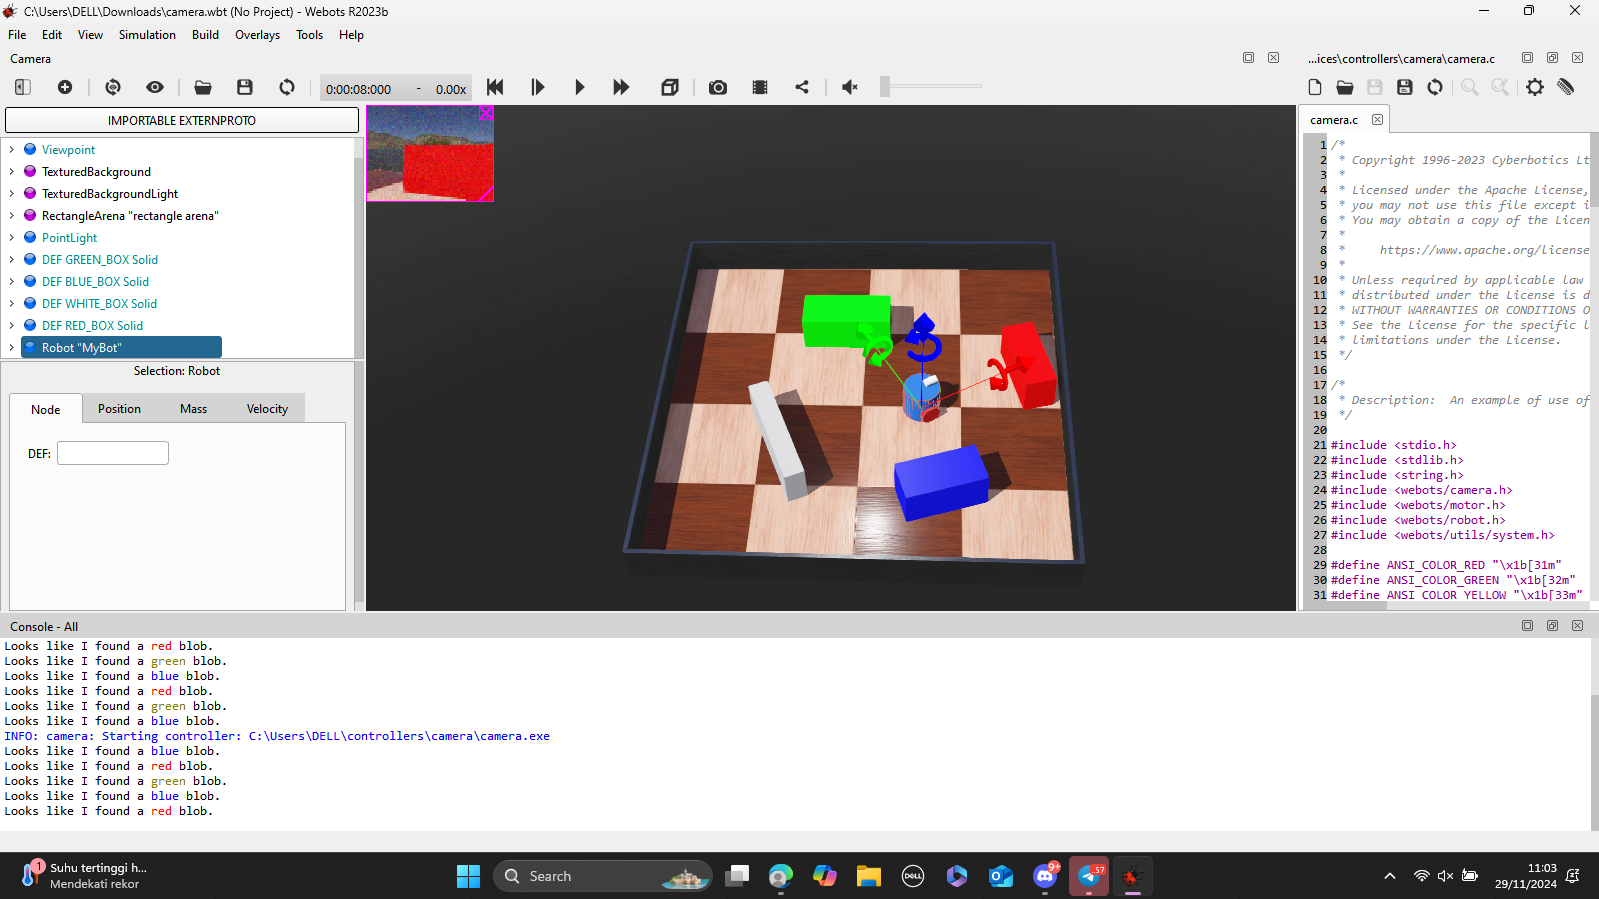 C:\Users\DELL\Downloads\camera.wbt (No Project) - Webots R2023b
File Edit View Simulation Build Overlays Tools Help
Camera
...ices\controllers\camera\camera.c
0:00:08:000 - 0.00x
IMPORTABLE EXTERNPROTO
Viewpoint
TexturedBackground
TexturedBackgroundLight
RectangleArena "rectangle arena"
PointLight
DEF GREEN_BOX Solid
DEF BLUE_BOX Solid
DEF WHITE_BOX Solid
DEF RED_BOX Solid
Robot "MyBot"
Selection: Robot
Node Position Mass Velocity
DEF:
camera.c
1 /*
2 * Copyright 1996-2023 Cyberbotics Lt
3 *
4 * Licensed under the Apache License,
5 * you may not use this file except i
6 * You may obtain a copy of the Licen
7 *
8 * https://www.apache.org/license
9 *
10 * Unless required by applicable law
11 * distributed under the License is d
12 * WITHOUT WARRANTIES OR CONDITIONS O
13 * See the License for the specific l
14 * limitations under the License.
15 */
16
17 /*
18 * Description: An example of use of
19 */
20
21 #include <stdio.h>
22 #include <stdlib.h>
23 #include <string.h>
24 #include <webots/camera.h>
25 #include <webots/motor.h>
26 #include <webots/robot.h>
27 #include <webots/utils/system.h>
28
29 #define ANSI_COLOR_RED "\x1b[31m"
30 #define ANSI_COLOR_GREEN "\x1b[32m"
31 #define ANSI_COLOR_YELLOW "\x1b[33m"
Console - All
Looks like I found a red blob.
Looks like I found a green blob.
Looks like I found a blue blob.
Looks like I found a red blob.
Looks like I found a green blob.
Looks like I found a blue blob.
INFO: camera: Starting controller: C:\Users\DELL\controllers\camera\camera.exe
Looks like I found a blue blob.
Looks like I found a red blob.
Looks like I found a green blob.
Looks like I found a blue blob.
Looks like I found a red blob.
1
Suhu tertinggi h...
Mendekati rekor
Search
DELL
9+
57
11:03
29/11/2024